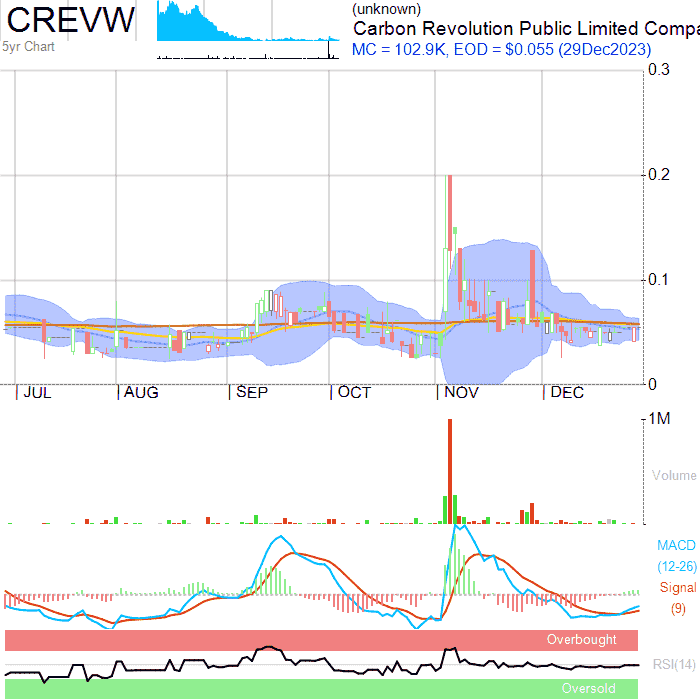 CREVW
5yr Chart
(unknown)
Carbon Revolution Public Limited Compa
MC = 102.9K, EOD = $0.055 (29Dec2023)
0.3
0.2
0.1
0
JUL AUG SEP OCT NOV DEC
1M
Volume
MACD
(12-26)
Signal
(9)
Overbought
RSI(14)
Oversold